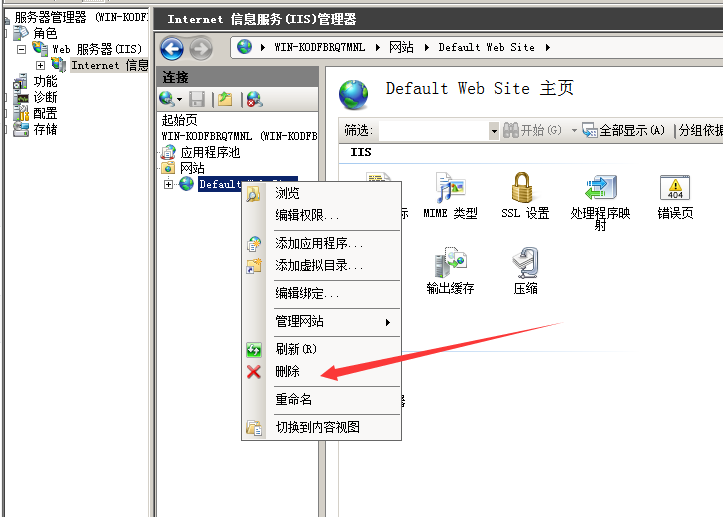 服务器管理器 (WIN-KODFBRQ7MNL
角色
Web 服务器(IIS)
Internet 信息
功能
诊断
配置
存储
Internet 信息服务(IIS)管理器
WIN-KODFBRQ7MNL
网站
Default Web Site
连接
起始页
WIN-KODFBRQ7MNL (WIN-KODFB
应用程序池
网站
Default Web Site 主页
筛选:
开始(G)
全部显示(A)
分组依据
IIS
MIME 类型
SSL 设置
处理程序映
射
错误页
输出缓存
压缩
浏览
编辑权限...
添加应用程序...
添加虚拟目录...
编辑绑定...
管理网站
刷新(R)
删除
重命名
切换到内容视图